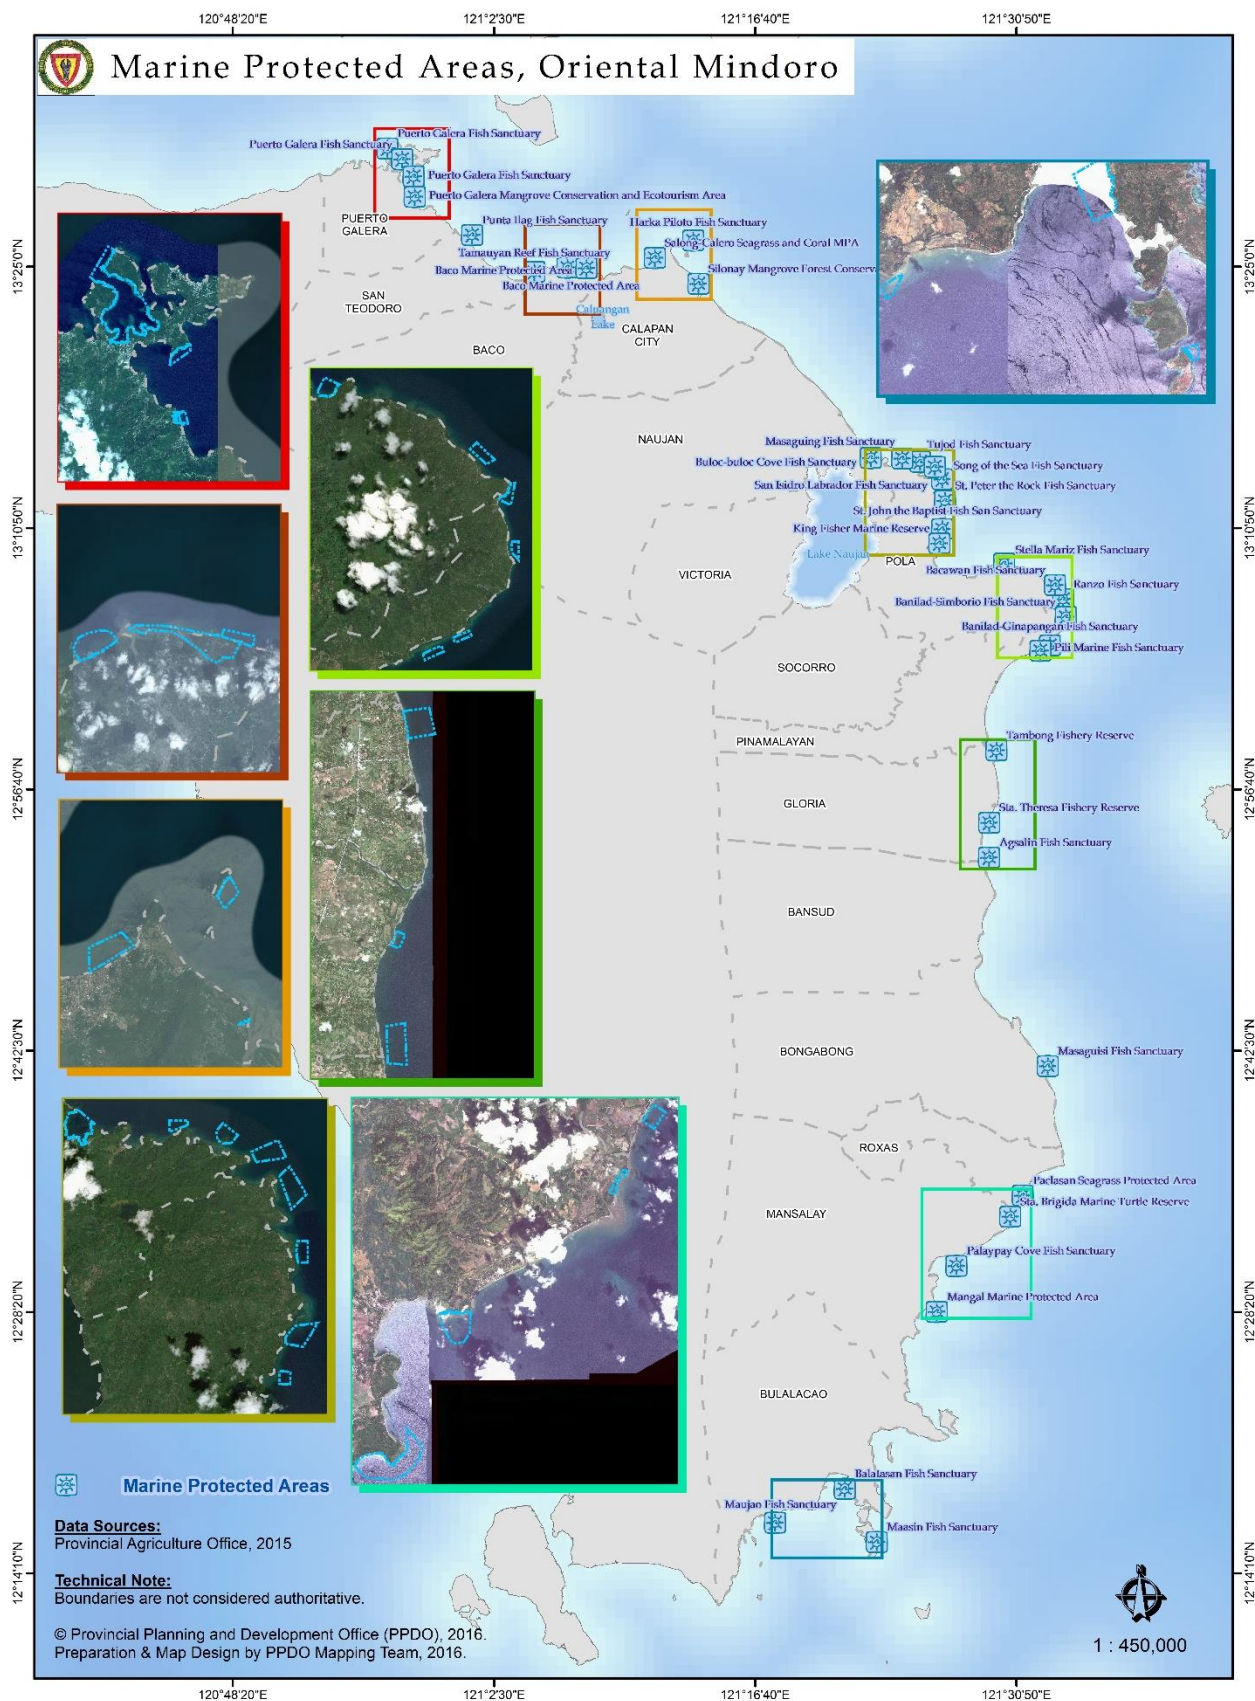 120°48'20"E
121°2'30"E
121°16'40"E
121°30'50"E
Marine Protected Areas, Oriental Mindoro
Puerto Galera Fish Sanctuary
Puerto Galera Fish Sanctuary
Puerto Galera Fish Sanctuary
Puerto Galera Mangrove Conservation and Ecotourism Area
PUERTO
GALERA
Punta Ilag Fish Sanctuary
Harka Piloto Fish Sanctuary
Salong-Calero Seagrass and Coral MPA
Tamauyan Reef Fish Sanctuary
Baco Marine Protected Area
Silonay Mangrove Forest Conserva
Baco Marine Protected Area
13°25'0"N
13°25'0"N
SAN
TEODORO
Caluangan
Lake
CALAPAN
CITY
BACO
NAUJAN
Masaguing Fish Sanctuary
Tujod Fish Sanctuary
Buloc-buloc Cove Fish Sanctuary
Song of the Sea Fish Sanctuary
San Isidro Labrador Fish Sanctuary
St. Peter the Rock Fish Sanctuary
St. John the Baptist Fish San Sanctuary
King Fisher Marine Reserve
13°10'50"N
13°10'50"N
Lake Naujan
POLA
Stella Mariz Fish Sanctuary
Bacawan Fish Sanctuary
VICTORIA
Ranzo Fish Sanctuary
Banilad-Simborio Fish Sanctuary
Banilad-Ginapangan Fish Sanctuary
Pili Marine Fish Sanctuary
SOCORRO
PINAMALAYAN
Tambong Fishery Reserve
12°56'40"N
12°56'40"N
GLORIA
Sta. Theresa Fishery Reserve
Agsalin Fish Sanctuary
BANSUD
12°42'30"N
12°42'30"N
BONGABONG
Masaguisi Fish Sanctuary
ROXAS
Paclasan Seagrass Protected Area
Sta. Brigida Marine Turtle Reserve
MANSALAY
Palaypay Cove Fish Sanctuary
Mangal Marine Protected Area
12°28'20"N
12°28'20"N
BULALACAO
Balatasan Fish Sanctuary
Maujao Fish Sanctuary
Maasin Fish Sanctuary
Marine Protected Areas
Data Sources:
Provincial Agriculture Office, 2015
12°14'10"N
12°14'10"N
Technical Note:
Boundaries are not considered authoritative.
© Provincial Planning and Development Office (PPDO), 2016.
Preparation & Map Design by PPDO Mapping Team, 2016.
1 : 450,000
120°48'20"E
121°2'30"E
121°16'40"E
121°30'50"E